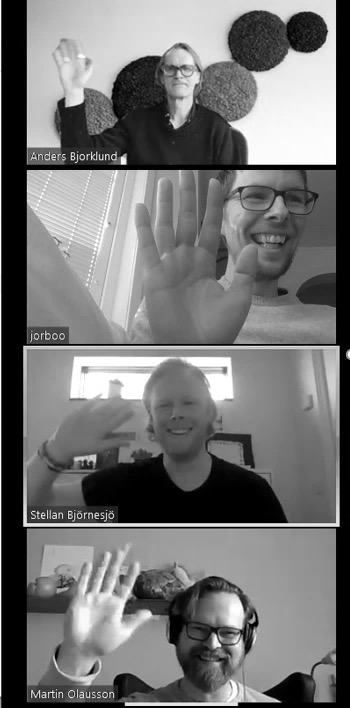 Anders Bjorklund
jorboo
Stellan Björnesjö
Martin Olausson